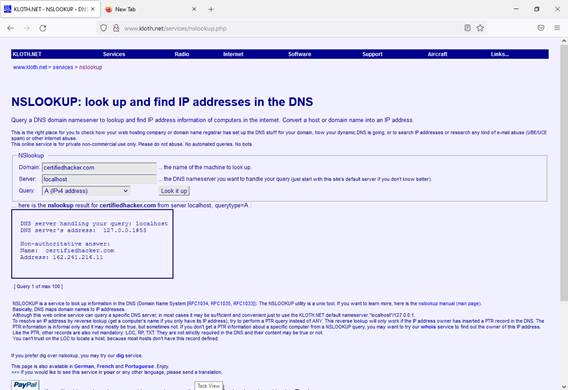 KLOTH.NET - NSLOOKUP - DNS
New Tab
www.kloth.net/services/nslookup.php
KLOTH.NET Services Radio Internet Software Support Aircraft Links...
www.kloth.net > services > nslookup
NSLOOKUP: look up and find IP addresses in the DNS
Query a DNS domain nameserver to lookup and find IP address information of computers in the internet. Convert a host or domain name into an IP address.
This is the right place for you to check how your web hosting company or domain name registrar has set up the DNS stuff for your domain, how your dynamic DNS is going, or to search IP addresses or research any kind of e-mail abuse (UBE/UCE
spam) or other internet abuse.
This online service is for private non-commercial use only. Please do not abuse. No automated queries. No bots.
NSlookup
Domain: certifiedhacker.com ... the name of the machine to look up.
Server: localhost ... the DNS nameserver you want to handle your query (just start with this site's default server if you don't know better).
Query: A (IPv4 address) Look it up
... here is the nslookup result for certifiedhacker.com from server localhost, querytype=A :
DNS server handling your query: localhost
DNS server's address: 127.0.0.1#53
Non-authoritative answer:
Name: certifiedhacker.com
Address: 162.241.216.11
[ Query 1 of max 100 ]
NSLOOKUP is a service to look up information in the DNS (Domain Name System [RFC1034, RFC1035, RFC1033]). The NSLOOKUP utility is a unix tool. If you want to learn more, here is the nslookup manual (man page).
Basically, DNS maps domain names to IP addresses.
Although this web online service can query a specific DNS server, in most cases it may be sufficient and convenient just to use the KLOTH.NET default nameserver "localhost/127.0.0.1.
To resolve an IP address by reverse lookup (get a computer's name if you only have its IP address), try to perform a PTR query instead of ANY. This reverse lookup will only work if the IP address owner has inserted a PTR record in the DNS. The
PTR information is informal only and it may mostly be true, but sometimes not. If you don't get a PTR information about a specific computer from a NSLOOKUP query, you may want to try our whois service to find out the owner of this IP address.
Like the PTR, other records are also not mandatory: LOC, RP, TXT. They are not strictly required in the DNS and their content may be true or not.
You can't trust on the LOC to locate a host, because most hosts don't have this record defined.
If you prefer dig over nslookup, you may try our dig service.
This page is also available in German, French and Portuguese. Enjoy.
>>> if you would like to see this service in your or any other language, please send a translation.
PayPal
Task View